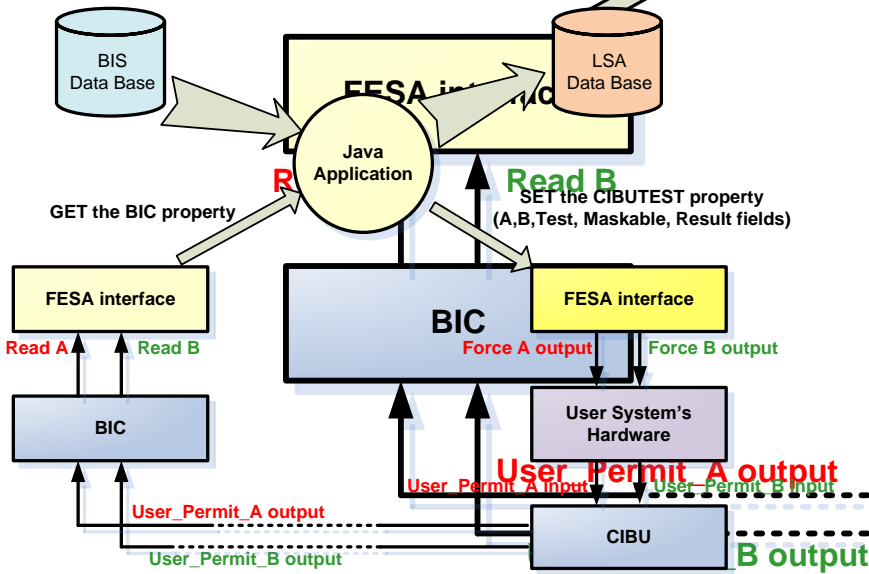 BIS
Data Base
LSA
Data Base
FESA interfac
Java
Application
R
Read B
GET the BIC property
SET the CIBUTEST property
(A,B,Test, Maskable, Result fields)
FESA interface
BIC
FESA interface
Read A
Read B
Force A output
Force B output
BIC
User System's
Hardware
User_Permit_A output
User_Permit_A input
User_Permit_B input
User_Permit_A output
CIBU
User_Permit_B output
_B output